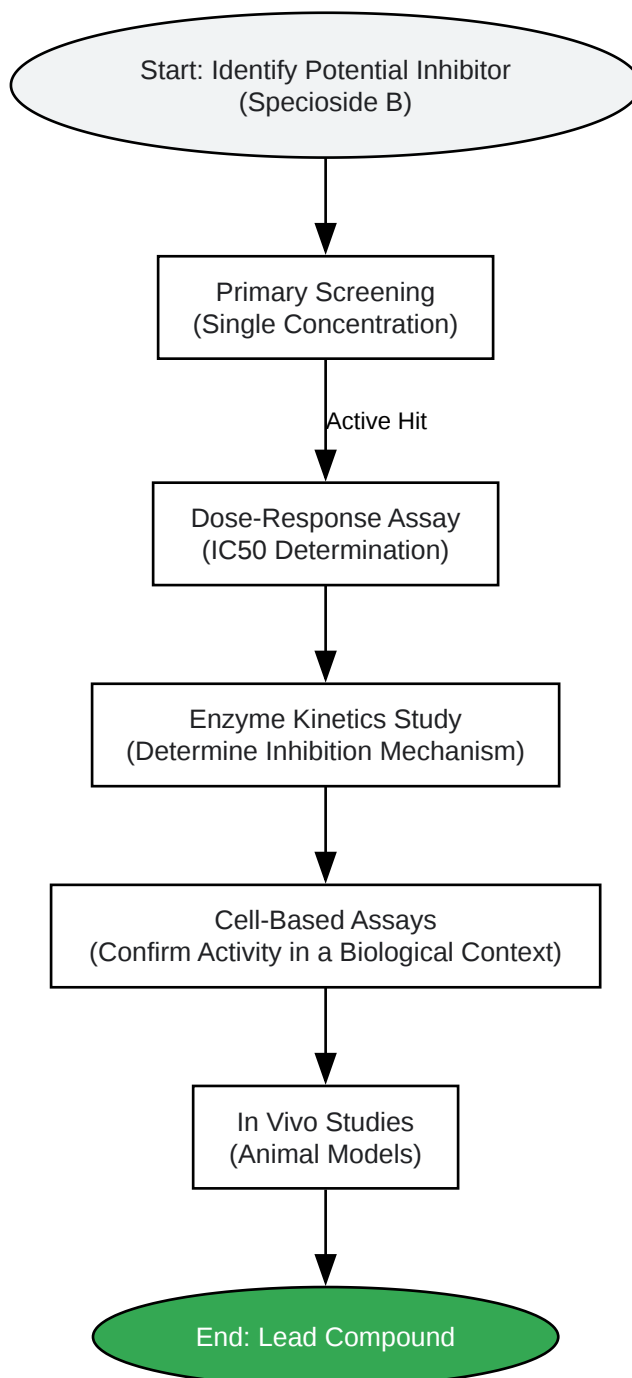 Start: Identify Potential Inhibitor
(Specioside B)
Primary Screening
(Single Concentration)
Active Hit
Dose-Response Assay
(IC50 Determination)
Enzyme Kinetics Study
(Determine Inhibition Mechanism)
Cell-Based Assays
(Confirm Activity in a Biological Context)
In Vivo Studies
(Animal Models)
End: Lead Compound